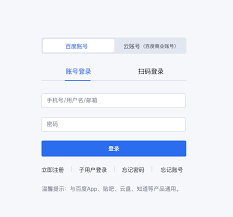 百度账号 云账号（百度商业账号）
账号登录 扫码登录
手机号/用户名/邮箱
密码
登录
立即注册 子用户登录 忘记密码 忘记账号
温馨提示：与百度App、贴吧、云盘、知道等产品通用。